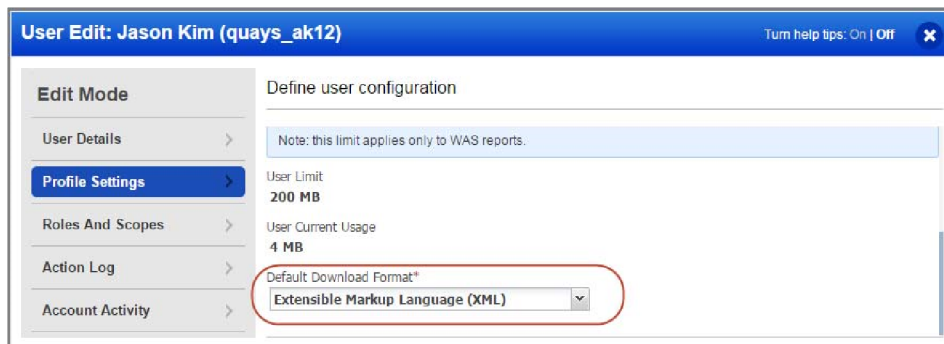 User Edit: Jason Kim (quays_ak12)
Turn help tips: On | Off
Edit Mode
User Details
Profile Settings
Roles And Scopes
Action Log
Account Activity
Define user configuration
Note: this limit applies only to WAS reports.
User Limit
200 MB
User Current Usage
4 MB
Default Download Format*
Extensible Markup Language (XML)